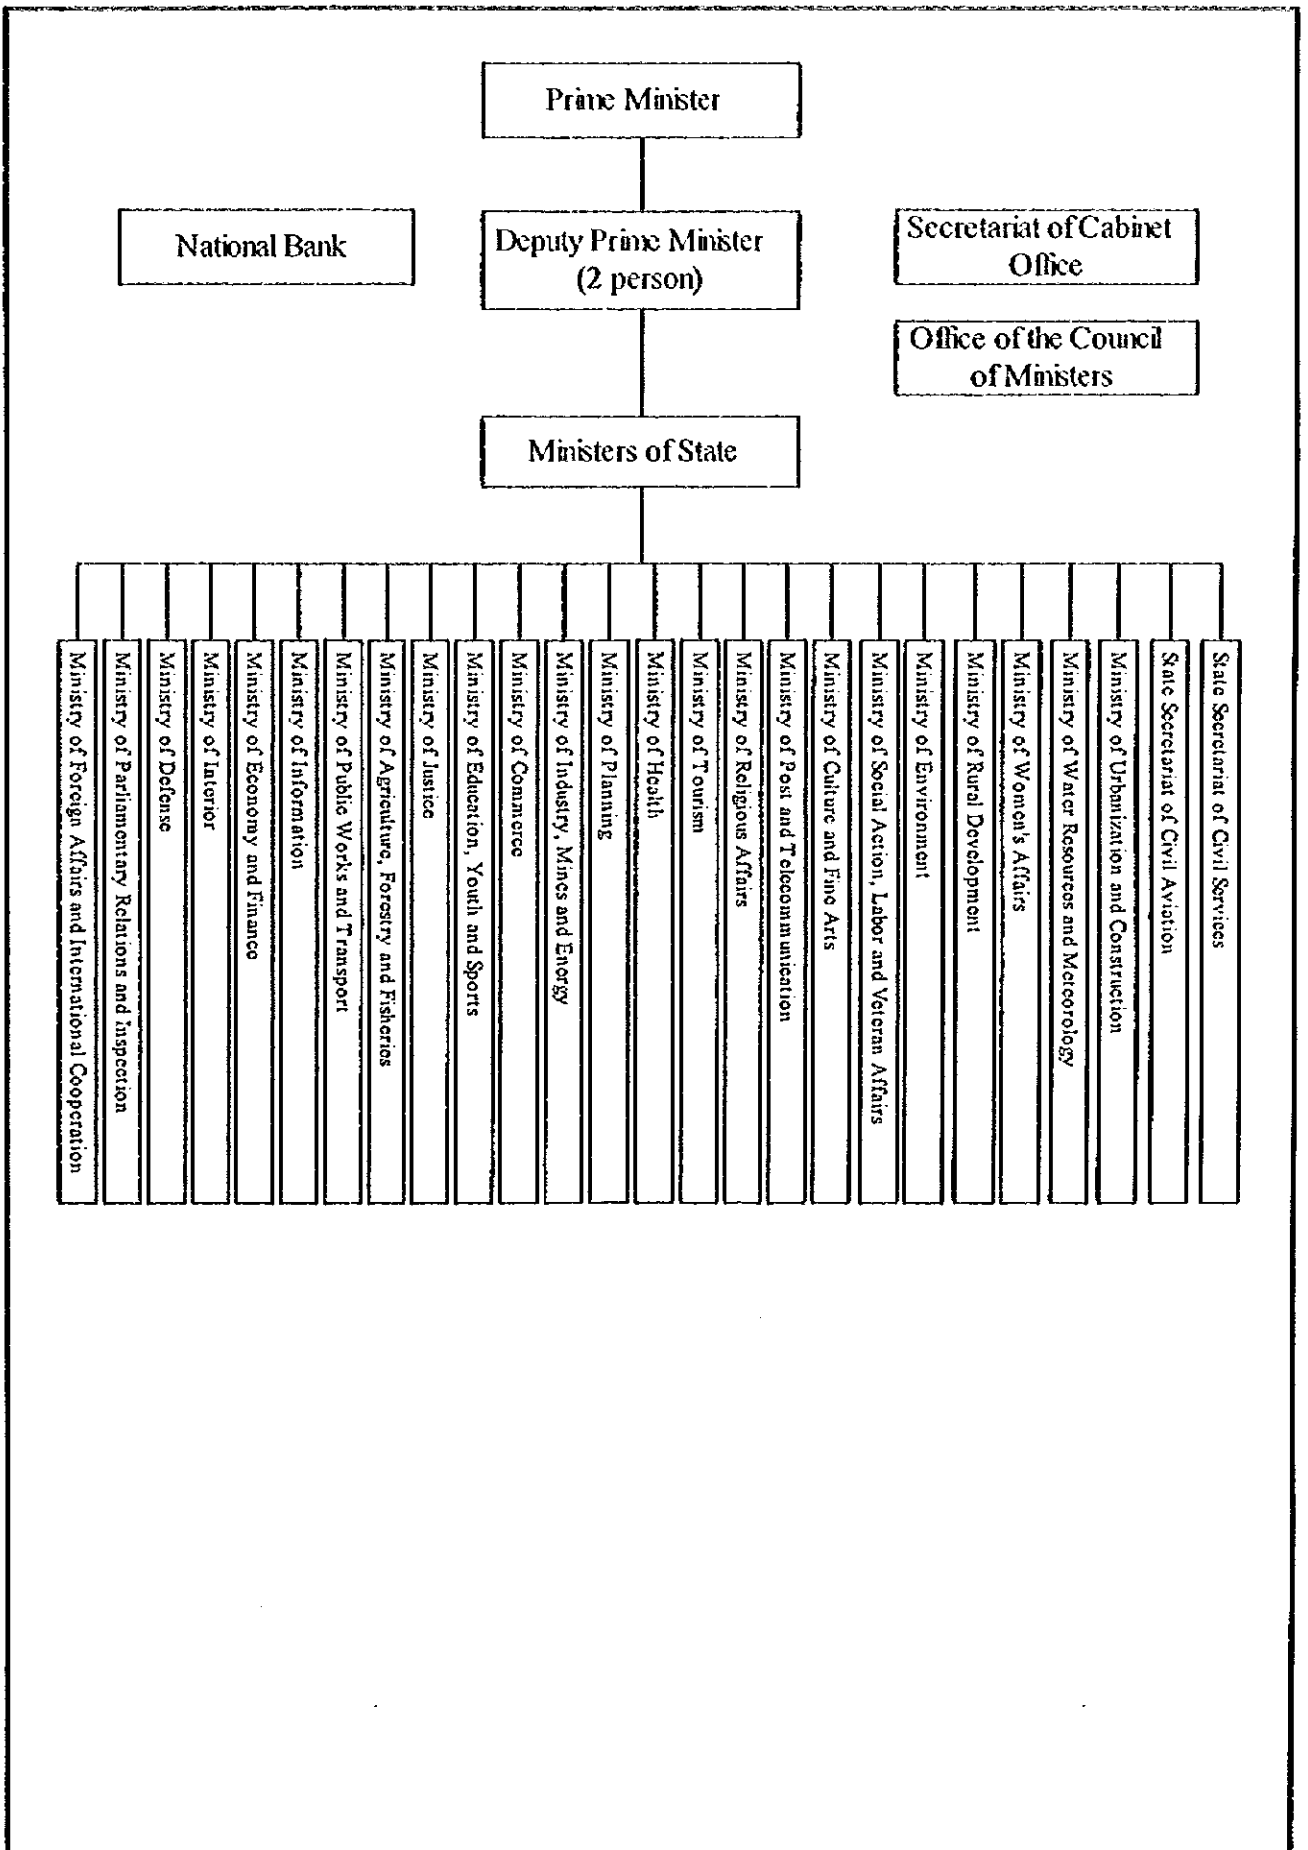 Prime Minister
National Bank
Deputy Prime Minister
(2 person)
Secretariat of Cabinet
Office
Office of the Council
of Ministers
Ministers of State
Ministry of Foreign Affairs and International Cooperation
Ministry of Parliamentary Relations and Inspection
Ministry of Defense
Ministry of Interior
Ministry of Economy and Finance
Ministry of Information
Ministry of Public Works and Transport
Ministry of Agriculture, Forestry and Fisheries
Ministry of Justice
Ministry of Education, Youth and Sports
Ministry of Commerce
Ministry of Industry, Mines and Energy
Ministry of Planning
Ministry of Health
Ministry of Tourism
Ministry of Religious Affairs
Ministry of Post and Telecommunication
Ministry of Culture and Fine Arts
Ministry of Social Action, Labor and Veteran Affairs
Ministry of Environment
Ministry of Rural Development
Ministry of Women's Affairs
Ministry of Water Resources and Meteorology
Ministry of Urbanization and Construction
State Secretariat of Civil Aviation
State Secretariat of Civil Services